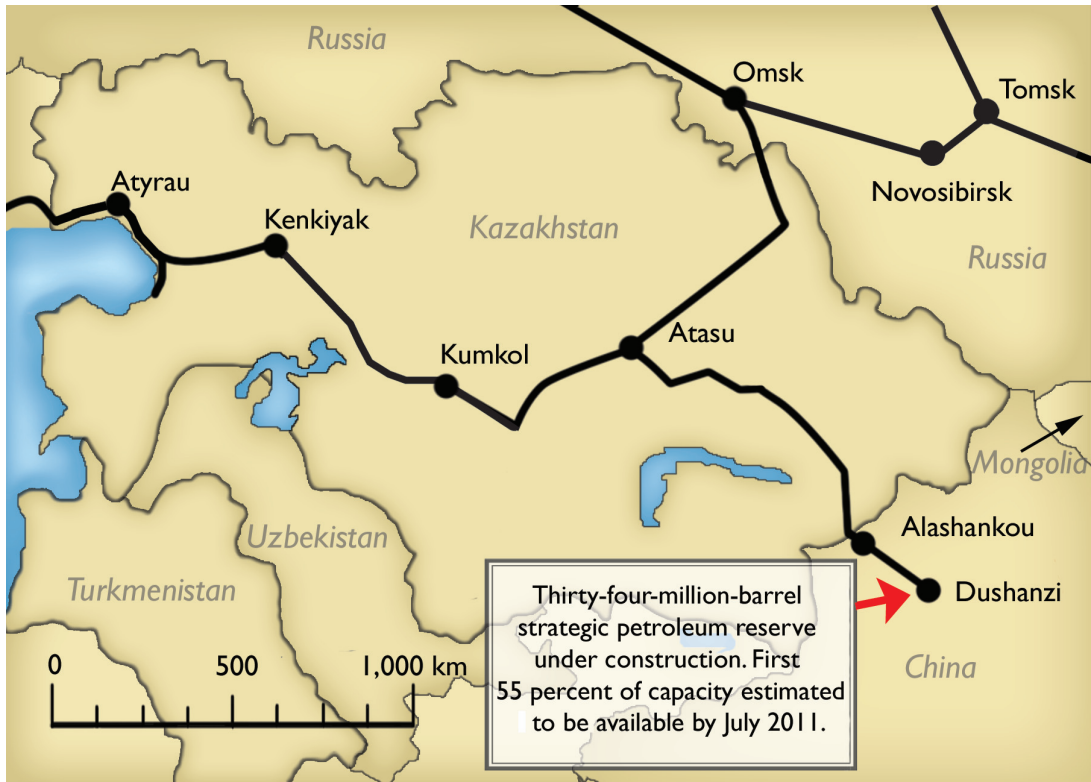 Russia
Omsk
Tomsk
Atyrau
Novosibirsk
Kenkiyak
Kazakhstan
Russia
Atasu
Kumkol
Mongolia
Alashankou
Uzbekistan
Turkmenistan
Dushanzi
Thirty-four-million-barrel
strategic petroleum reserve
under construction. First
55 percent of capacity estimated
to be available by July 2011.
0 500 1,000 km
China